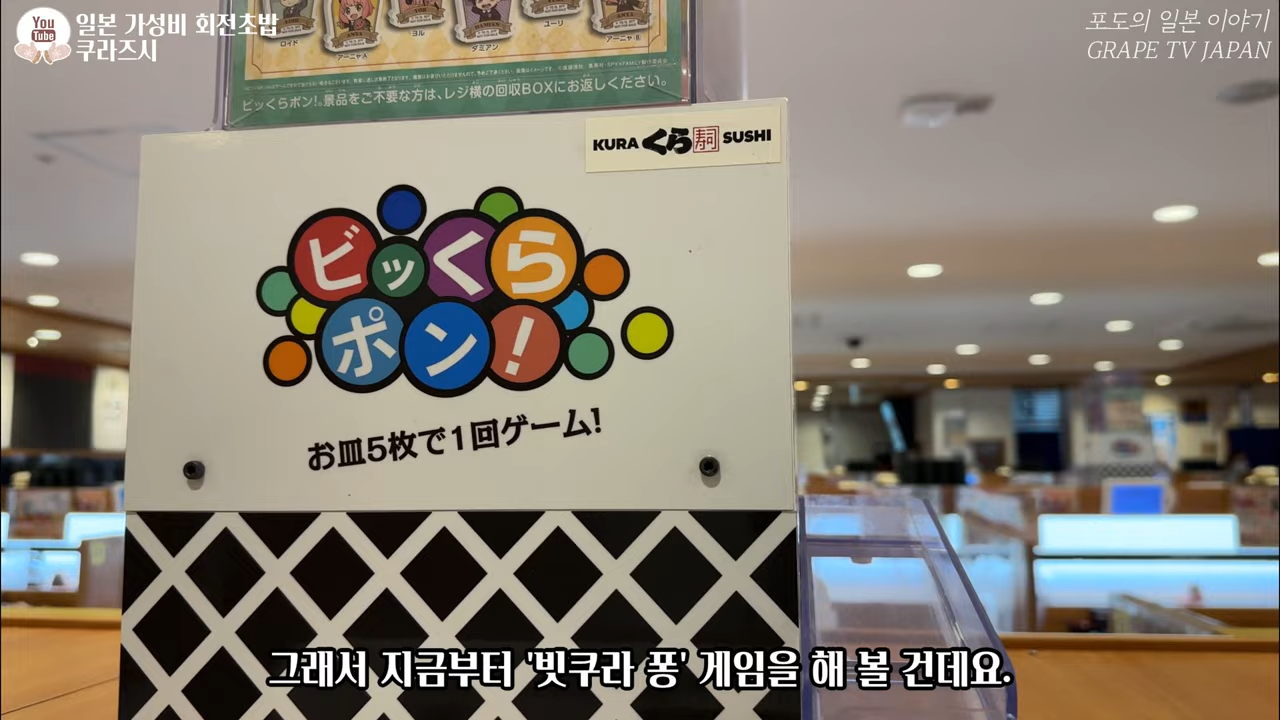 You
Tube
일본 가성비 회전초밥
쿠라즈시
포도의 일본 이야기
GRAPE TV JAPAN
ロイド
アーニャA
ヨル
ダミアン
ユーリ
アーニャB
ビッくらポン!。景品をご不要な方は、レジ横の回収BOXにお返しください。
KURA くら寿司 SUSHI
ビッくら
ポン!
お皿5枚で1回ゲーム!
그래서 지금부터 '빗쿠라 퐁' 게임을 해 볼 건데요.